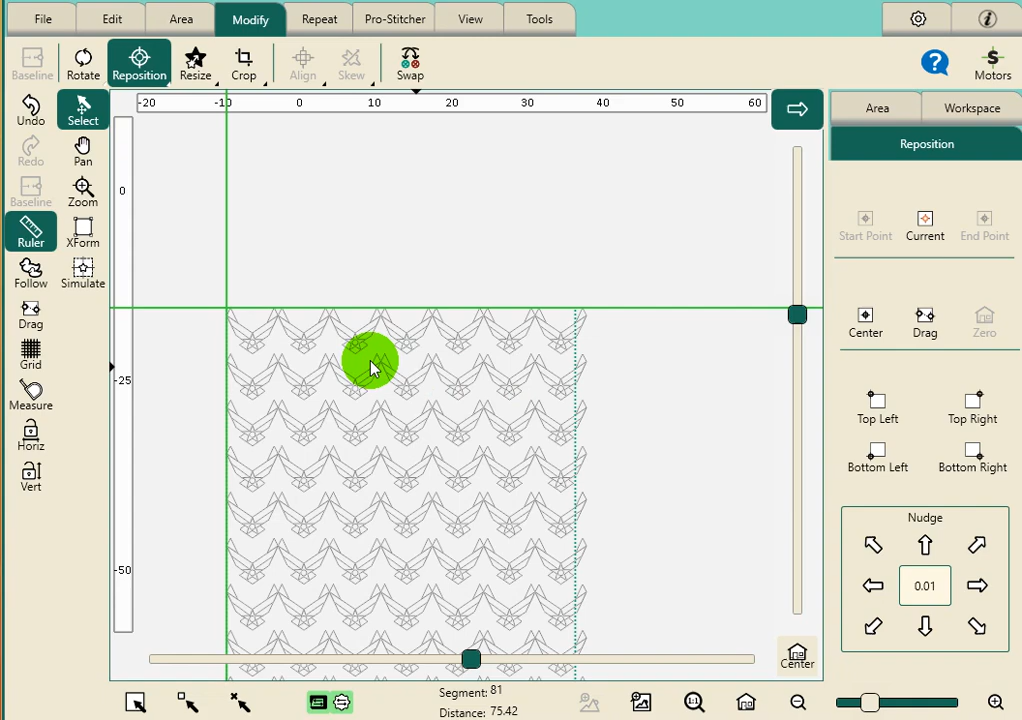 File Edit Area Modify Repeat Pro-Stitcher View Tools
Baseline Rotate Reposition Resize Crop Align Skew Swap Motors
Undo Select
Redo Pan
Baseline Zoom
Ruler XForm
Follow Simulate
Drag
Grid
Measure
Horiz
Vert
-20 -10 0 10 20 30 40 50 60
0
-25
-50
Center
Area Workspace
Reposition
Start Point Current End Point
Center Drag Zero
Top Left Top Right
Bottom Left Bottom Right
Nudge
0.01
Segment: 81
Distance: 75.42
1:1